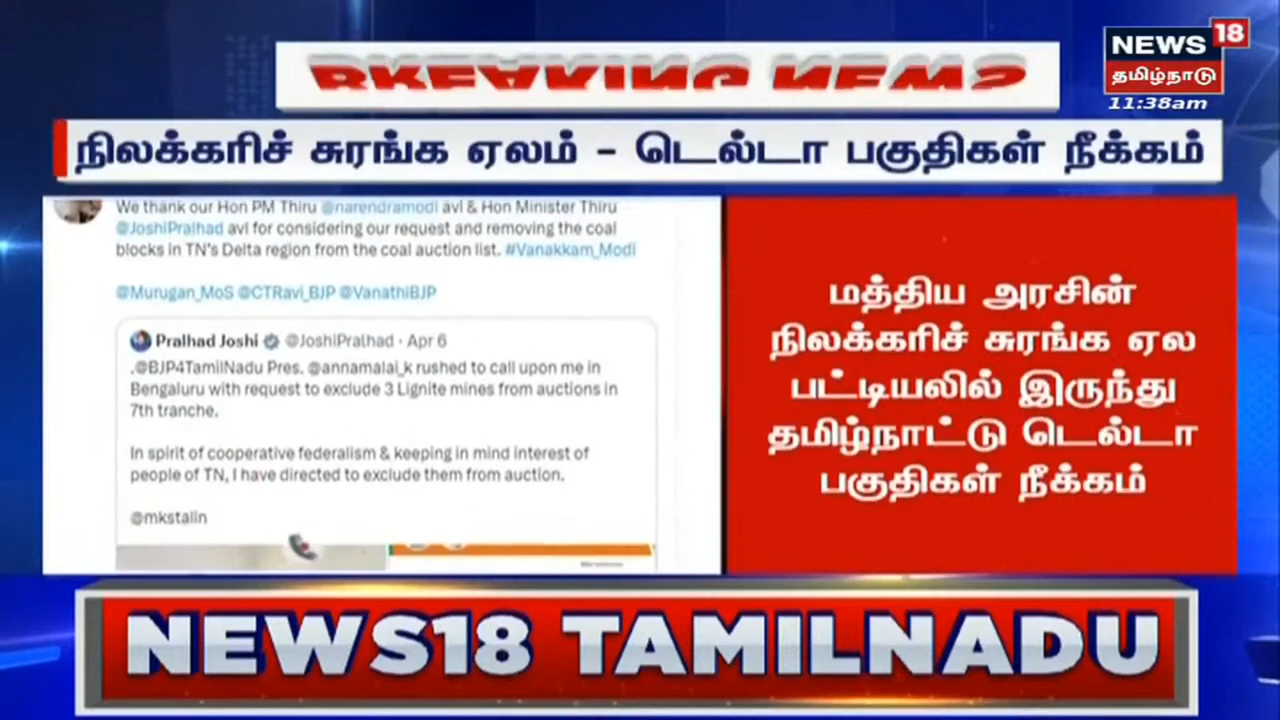 NEWS 18
தமிழ்நாடு
11:38am
நிலக்கரிச் சுரங்க ஏலம் – டெல்டா பகுதிகள் நீக்கம்
We thank our Hon PM Thiru @narendramodi avl & Hon Minister Thiru
@JoshiPralhad avl for considering our request and removing the coal
blocks in TN's Delta region from the coal auction list. #Vanakkam_Modi
@Murugan_MoS @CTRavi_BJP @VanathiBJP
Pralhad Joshi @JoshiPralhad · Apr 6
.@BJP4TamilNadu Pres. @annamalai_k rushed to call upon me in
Bengaluru with request to exclude 3 Lignite mines from auctions in
7th tranche.
In spirit of cooperative federalism & keeping in mind interest of
people of TN, I have directed to exclude them from auction.
@mkstalin
மத்திய அரசின்
நிலக்கரிச் சுரங்க ஏல
பட்டியலில் இருந்து
தமிழ்நாட்டு டெல்டா
பகுதிகள் நீக்கம்
NEWS18 TAMILNADU